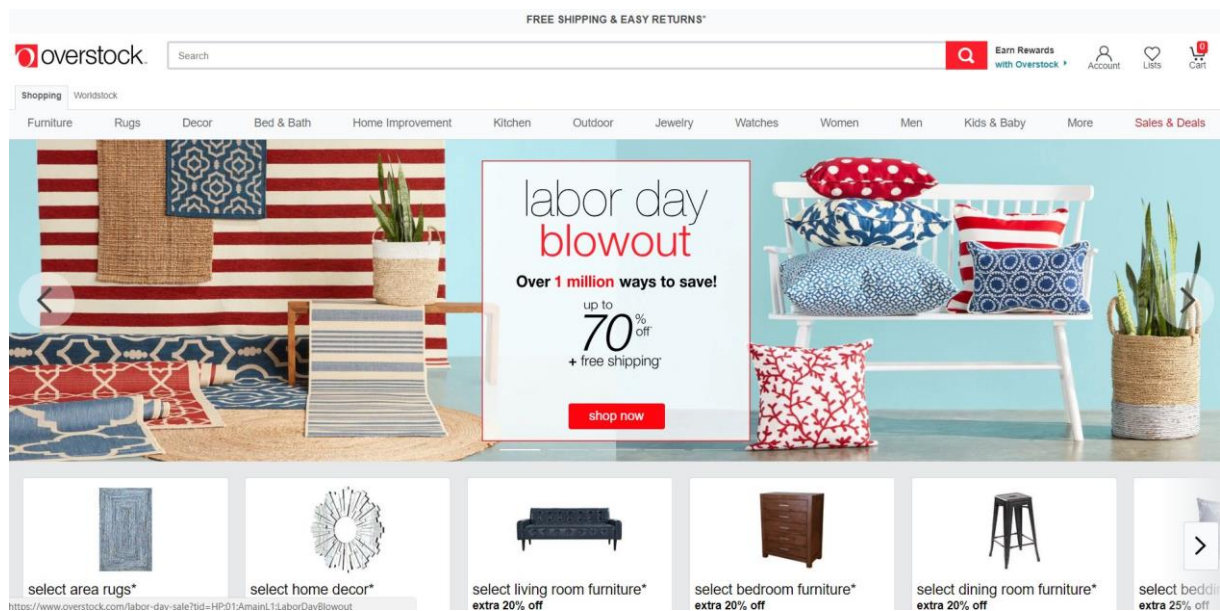 FREE SHIPPING & EASY RETURNS*
overstock.
Search
Earn Rewards
with Overstock
Account
Lists
0
Cart
Shopping Worldstock
Furniture Rugs Decor Bed & Bath Home Improvement Kitchen Outdoor Jewelry Watches Women Men Kids & Baby More Sales & Deals
labor day
blowout
Over 1 million ways to save!
up to
70% off*
+ free shipping*
shop now
select area rugs*
select home decor*
select living room furniture*
extra 20% off
select bedroom furniture*
extra 20% off
select dining room furniture*
extra 20% off
select beddi
extra 25% off
https://www.overstock.com/labor-day-sale?tid=HP:01:AmainL1:LaborDayBlowout